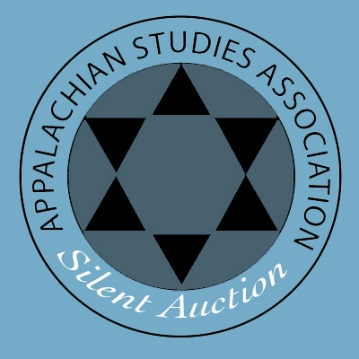 APPALACHIAN STUDIES ASSOCIATION
Silent Auction